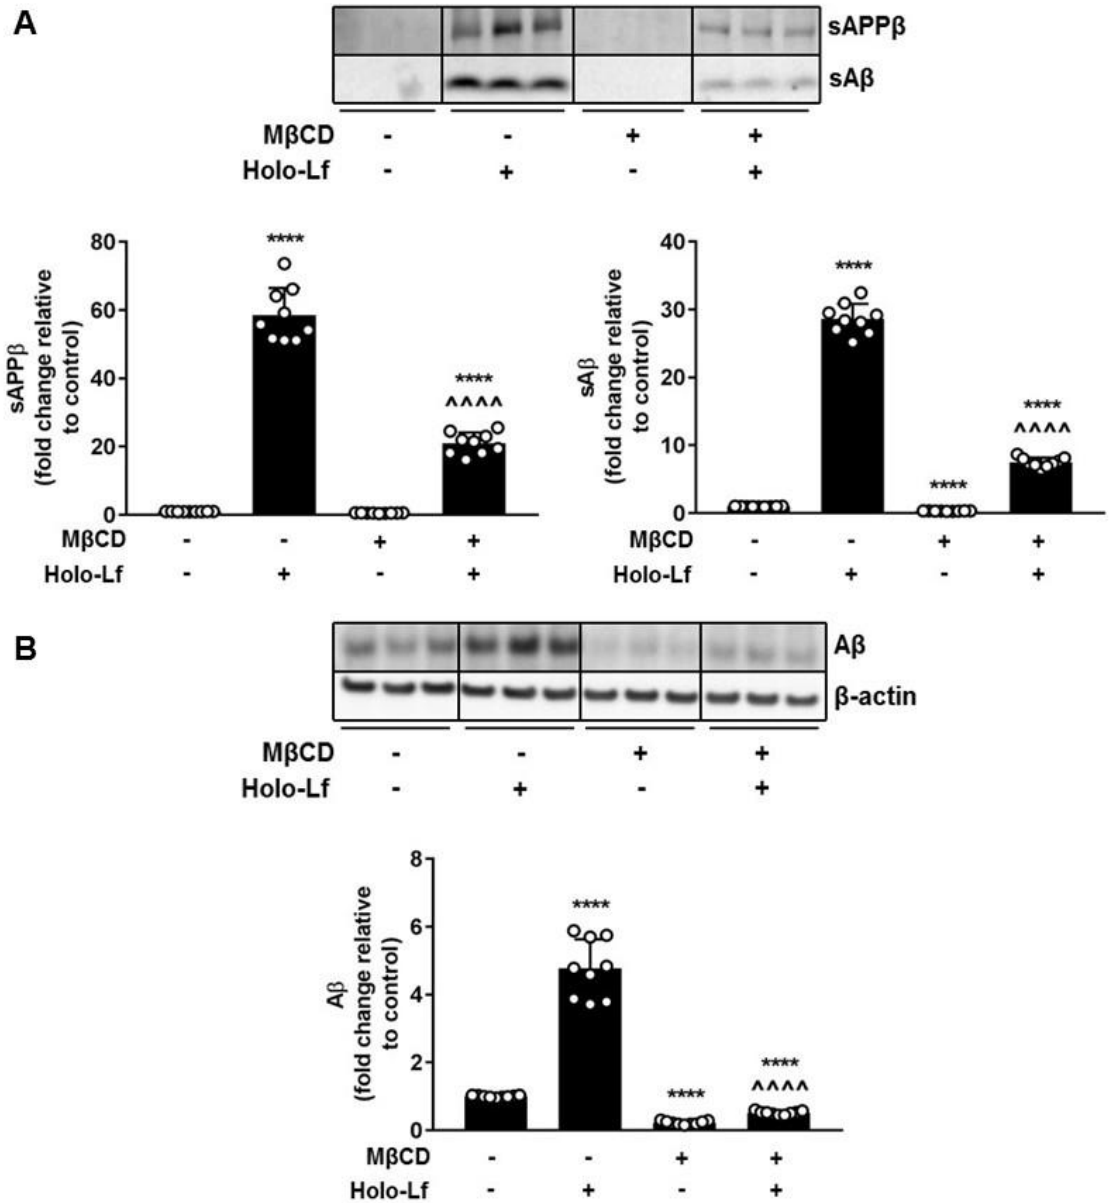 A
sAPPβ
sAβ
MβCD - - + +
Holo-Lf - + - +
sAPPβ
(fold change relative
to control)
80
60
40
20
0
****
****
^^^^
MβCD - - + +
Holo-Lf - + - +
sAβ
(fold change relative
to control)
40
30
20
10
0
****
****
****
^^^^
MβCD - - + +
Holo-Lf - + - +
B
Aβ
β-actin
MβCD - - + +
Holo-Lf - + - +
Aβ
(fold change relative
to control)
8
6
4
2
0
****
****
****
^^^^
MβCD - - + +
Holo-Lf - + - +